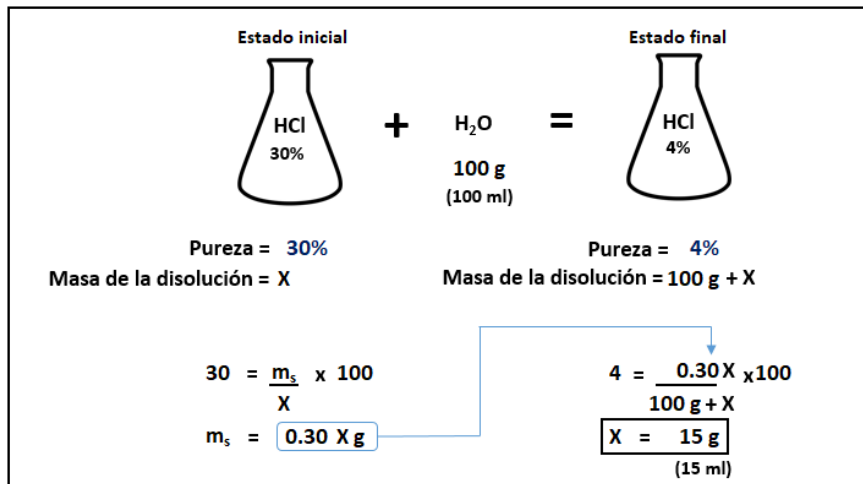 Estado inicial
Estado final
HCl
30%
+
H₂O
=
HCl
4%
100 g
(100 ml)
Pureza = 30%
Pureza = 4%
Masa de la disolución = X
Masa de la disolución = 100 g + X
30 = mₛ x 100
X
4 = 0.30 X x100
100 g + X
mₛ = 0.30 X g
X = 15 g
(15 ml)